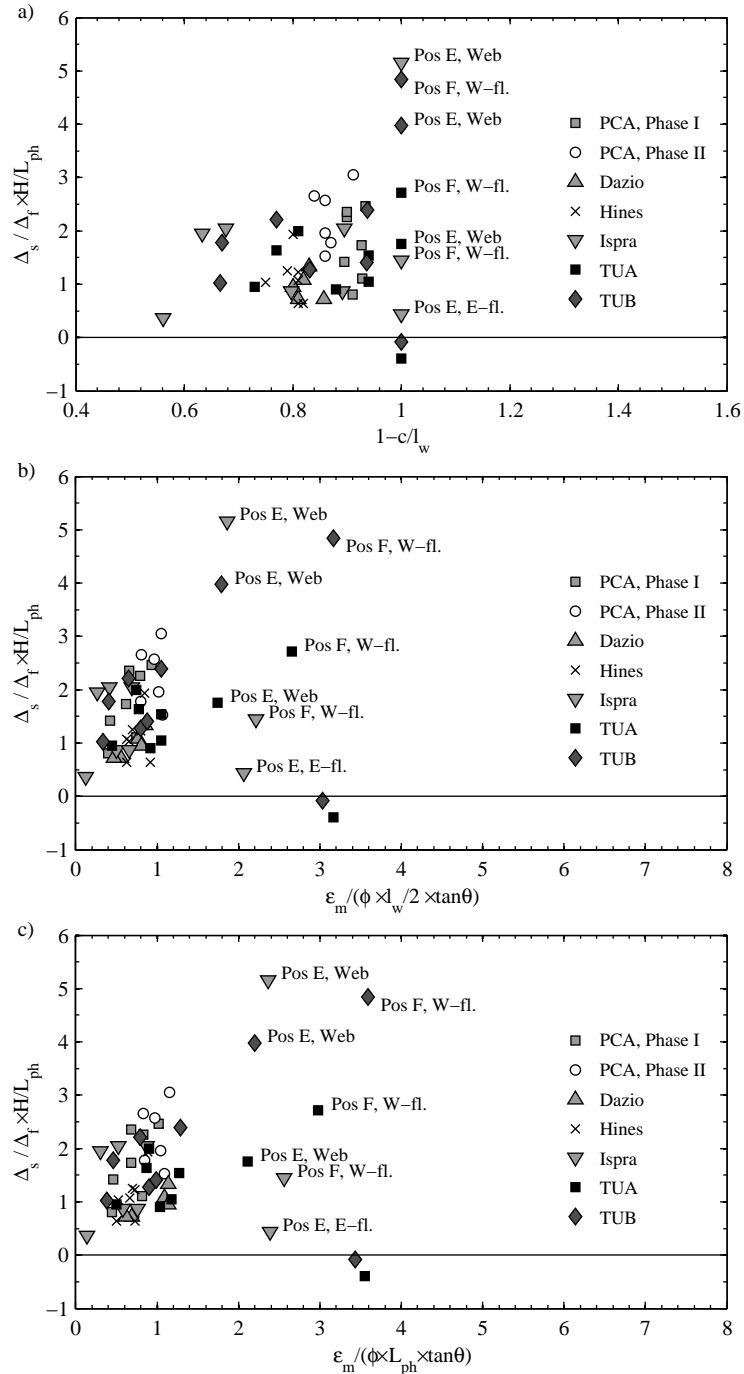 a)
6
5
4
3
2
1
0
−1
Δs / Δf ×H/Lph
Pos E, Web
Pos F, W−fl.
Pos E, Web
Pos F, W−fl.
Pos E, Web
Pos F, W−fl.
Pos E, E−fl.
PCA, Phase I
PCA, Phase II
Dazio
Hines
Ispra
TUA
TUB
0.4 0.6 0.8 1 1.2 1.4 1.6
1−c/lw
b)
6
5
4
3
2
1
0
−1
Δs / Δf ×H/Lph
Pos E, Web
Pos F, W−fl.
Pos E, Web
Pos F, W−fl.
Pos E, Web
Pos F, W−fl.
Pos E, E−fl.
PCA, Phase I
PCA, Phase II
Dazio
Hines
Ispra
TUA
TUB
0 1 2 3 4 5 6 7 8
εm/(ϕ×lw/2×tanθ)
c)
6
5
4
3
2
1
0
−1
Δs / Δf ×H/Lph
Pos E, Web
Pos F, W−fl.
Pos E, Web
Pos F, W−fl.
Pos E, Web
Pos F, W−fl.
Pos E, E−fl.
PCA, Phase I
PCA, Phase II
Dazio
Hines
Ispra
TUA
TUB
0 1 2 3 4 5 6 7 8
εm/(ϕ×Lph×tanθ)